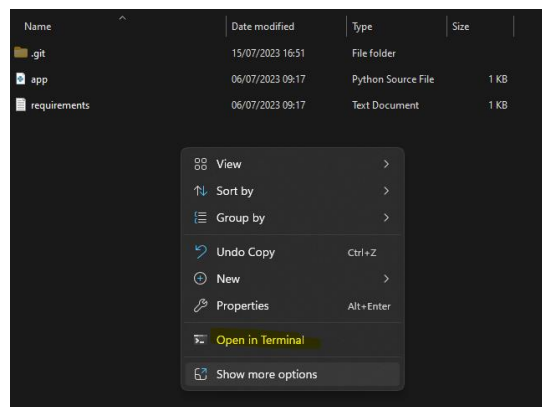 Name Date modified Type Size
.git 15/07/2023 16:51 File folder
app 06/07/2023 09:17 Python Source File 1 KB
requirements 06/07/2023 09:17 Text Document 1 KB
View
Sort by
Group by
Undo Copy Ctrl+Z
New
Properties Alt+Enter
Open in Terminal
Show more options